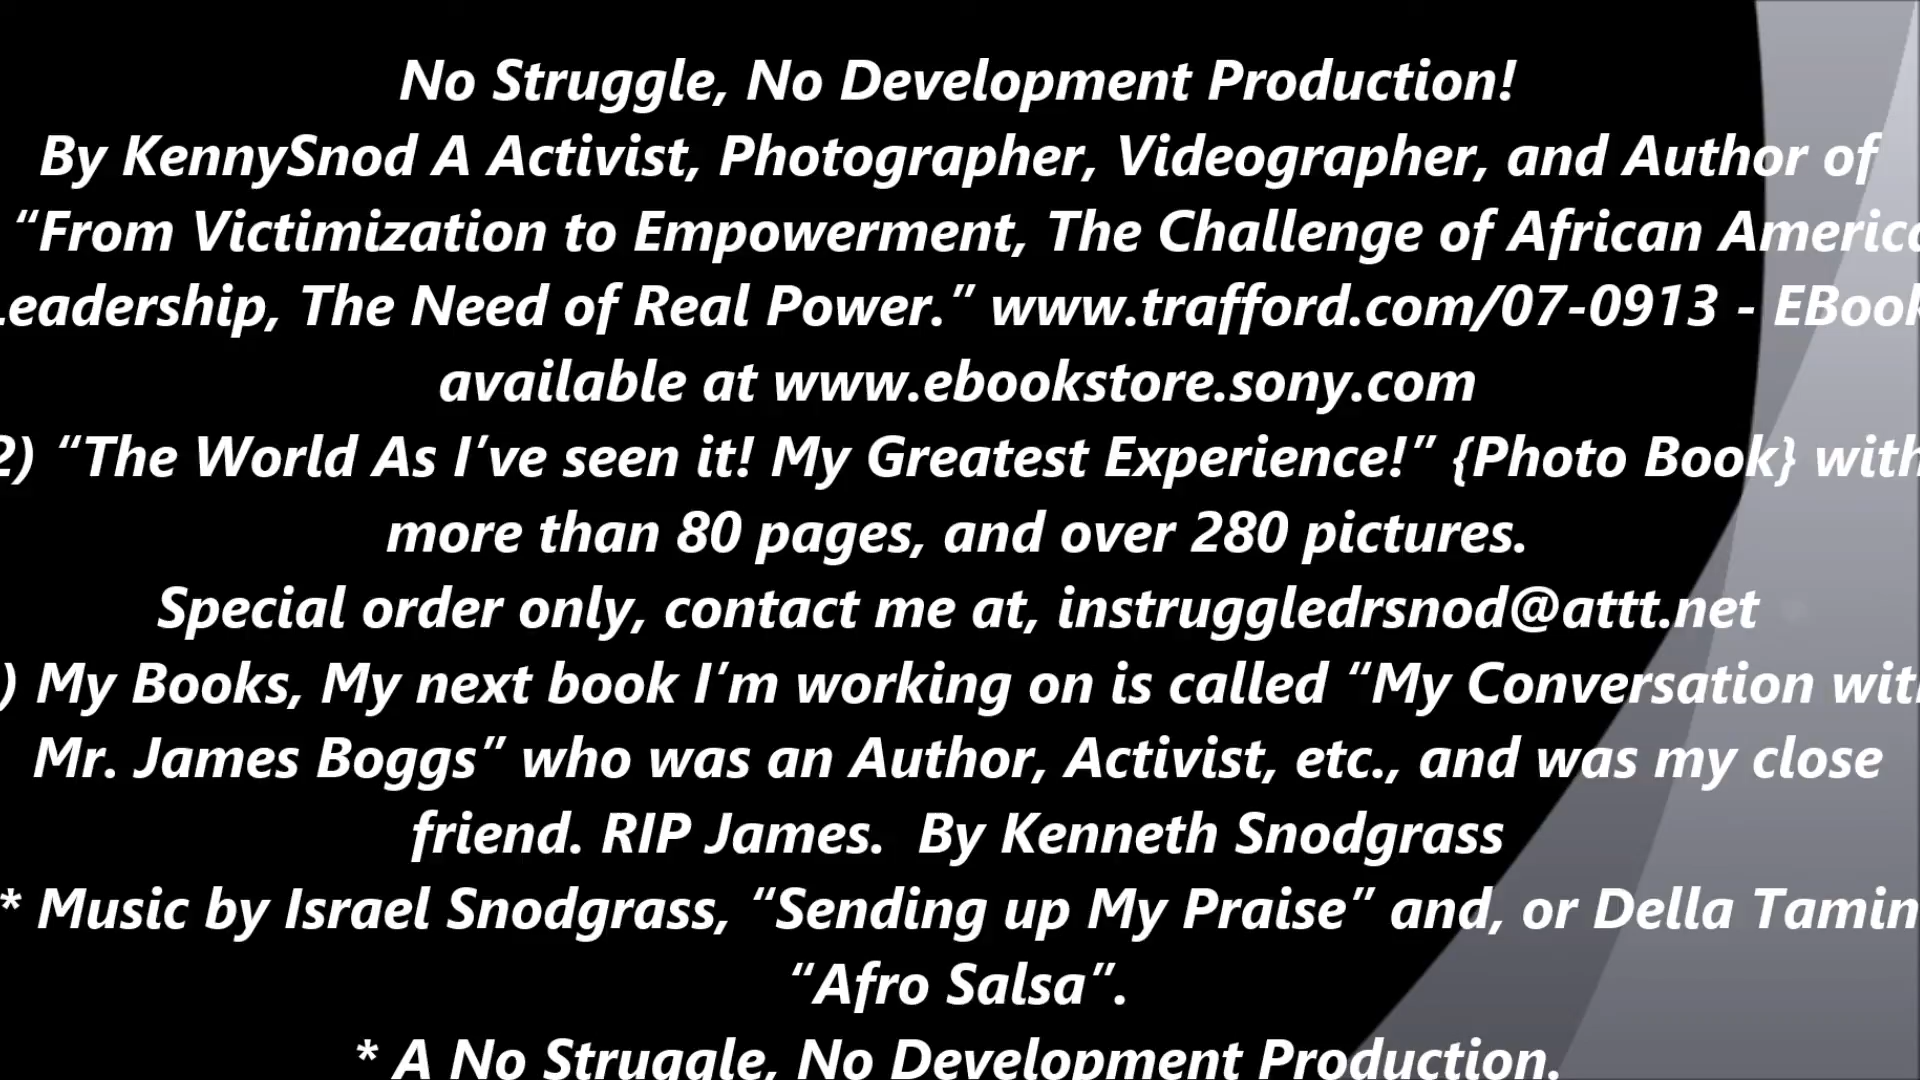 No Struggle, No Development Production!
By KennySnod A Activist, Photographer, Videographer, and Author of
“From Victimization to Empowerment, The Challenge of African America
Leadership, The Need of Real Power.” www.trafford.com/07-0913 - EBook
available at www.ebookstore.sony.com
2) “The World As I’ve seen it! My Greatest Experience!” {Photo Book} with
more than 80 pages, and over 280 pictures.
Special order only, contact me at, instruggledrsnod@attt.net
) My Books, My next book I’m working on is called “My Conversation with
Mr. James Boggs” who was an Author, Activist, etc., and was my close
friend. RIP James. By Kenneth Snodgrass
* Music by Israel Snodgrass, “Sending up My Praise” and, or Della Tamin
“Afro Salsa”.
* A No Struggle, No Development Production.